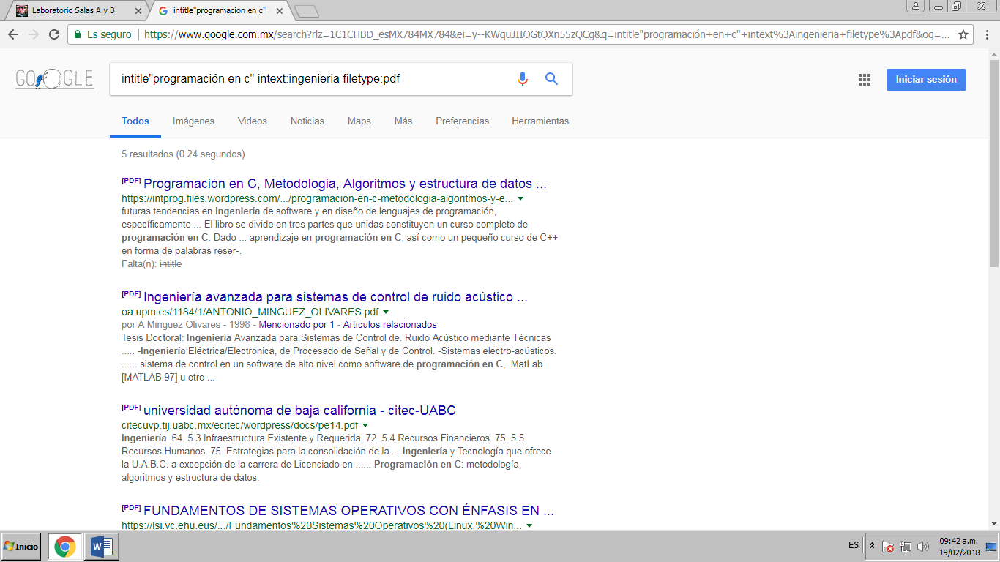 Laboratorio Salas A y B
intitle"programación en c" i
Es seguro
https://www.google.com.mx/search?rlz=1C1CHBD_esMX784MX784&ei=y--KWquJIIOGtQXn55zQCg&q=intitle"programación+en+c"+intext%3Aingenieria+filetype%3Apdf&oq=...
GOOGLE
intitle"programación en c" intext:ingenieria filetype:pdf
Iniciar sesión
Todos Imágenes Videos Noticias Maps Más Preferencias Herramientas
5 resultados (0.24 segundos)
[PDF] Programación en C, Metodologia, Algoritmos y estructura de datos ...
https://intprog.files.wordpress.com/.../programacion-en-c-metodologia-algoritmos-y-e...
futuras tendencias en ingeniería de software y en diseño de lenguajes de programación,
específicamente ... El libro se divide en tres partes que unidas constituyen un curso completo de
programación en C. Dado ... aprendizaje en programación en C, así como un pequeño curso de C++
en forma de palabras reser-.
Falta(n): intitle
[PDF] Ingeniería avanzada para sistemas de control de ruido acústico ...
oa.upm.es/1184/1/ANTONIO_MINGUEZ_OLIVARES.pdf
por A Minguez Olivares - 1998 - Mencionado por 1 - Artículos relacionados
Tesis Doctoral: Ingeniería Avanzada para Sistemas de Control de. Ruido Acústico mediante Técnicas
..... -Ingeniería Eléctrica/Electrónica, de Procesado de Señal y de Control. -Sistemas electro-acústicos.
...... sistema de control en un software de alto nivel como software de programación en C,. MatLab
[MATLAB 97] u otro ...
[PDF] universidad autónoma de baja california - citec-UABC
citecuvp.tij.uabc.mx/ecitec/wordpress/docs/pe14.pdf
Ingeniería. 64. 5.3 Infraestructura Existente y Requerida. 72. 5.4 Recursos Financieros. 75. 5.5
Recursos Humanos. 75. Estrategias para la consolidación de la ... Ingeniería y Tecnología que ofrece
la U.A.B.C. a excepción de la carrera de Licenciado en ...... Programación en C: metodología,
algoritmos y estructura de datos.
[PDF] FUNDAMENTOS DE SISTEMAS OPERATIVOS CON ÉNFASIS EN ...
https://lsi.vc.ehu.eus/.../Fundamentos%20Sistemas%20Operativos%20(Linux,%20Win...
Inicio
ES
09:42 a.m.
19/02/2018